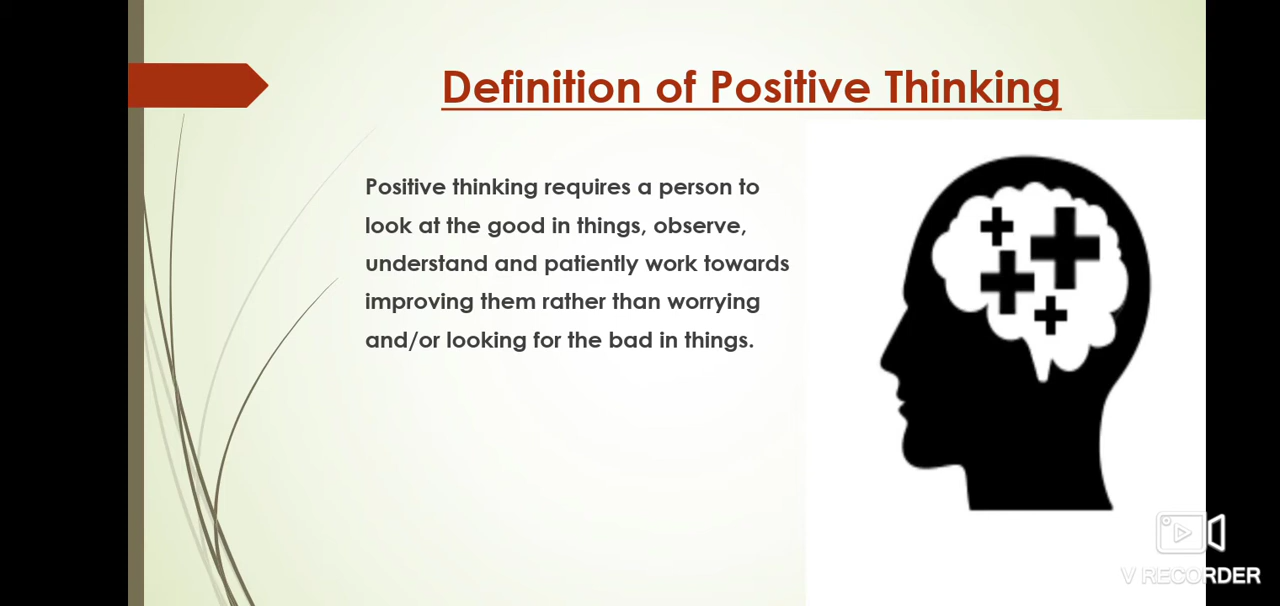 Definition of Positive Thinking
Positive thinking requires a person to
look at the good in things, observe,
understand and patiently work towards
improving them rather than worrying
and/or looking for the bad in things.
V RECORDER